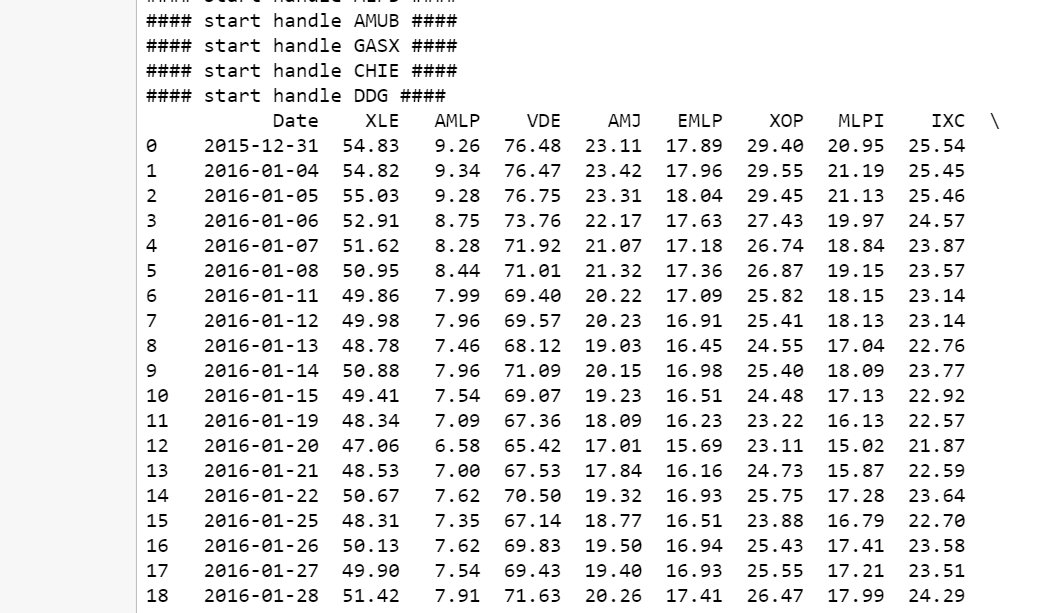 #### start handle AMUB ####
#### start handle GASX ####
#### start handle CHIE ####
#### start handle DDG ####
Date XLE AMLP VDE AMJ EMLP XOP MLPI IXC \
0 2015-12-31 54.83 9.26 76.48 23.11 17.89 29.40 20.95 25.54
1 2016-01-04 54.82 9.34 76.47 23.42 17.96 29.55 21.19 25.45
2 2016-01-05 55.03 9.28 76.75 23.31 18.04 29.45 21.13 25.46
3 2016-01-06 52.91 8.75 73.76 22.17 17.63 27.43 19.97 24.57
4 2016-01-07 51.62 8.28 71.92 21.07 17.18 26.74 18.84 23.87
5 2016-01-08 50.95 8.44 71.01 21.32 17.36 26.87 19.15 23.57
6 2016-01-11 49.86 7.99 69.40 20.22 17.09 25.82 18.15 23.14
7 2016-01-12 49.98 7.96 69.57 20.23 16.91 25.41 18.13 23.14
8 2016-01-13 48.78 7.46 68.12 19.03 16.45 24.55 17.04 22.76
9 2016-01-14 50.88 7.96 71.09 20.15 16.98 25.40 18.09 23.77
10 2016-01-15 49.41 7.54 69.07 19.23 16.51 24.48 17.13 22.92
11 2016-01-19 48.34 7.09 67.36 18.09 16.23 23.22 16.13 22.57
12 2016-01-20 47.06 6.58 65.42 17.01 15.69 23.11 15.02 21.87
13 2016-01-21 48.53 7.00 67.53 17.84 16.16 24.73 15.87 22.59
14 2016-01-22 50.67 7.62 70.50 19.32 16.93 25.75 17.28 23.64
15 2016-01-25 48.31 7.35 67.14 18.77 16.51 23.88 16.79 22.70
16 2016-01-26 50.13 7.62 69.83 19.50 16.94 25.43 17.41 23.58
17 2016-01-27 49.90 7.54 69.43 19.40 16.93 25.55 17.21 23.51
18 2016-01-28 51.42 7.91 71.63 20.26 17.41 26.47 17.99 24.29